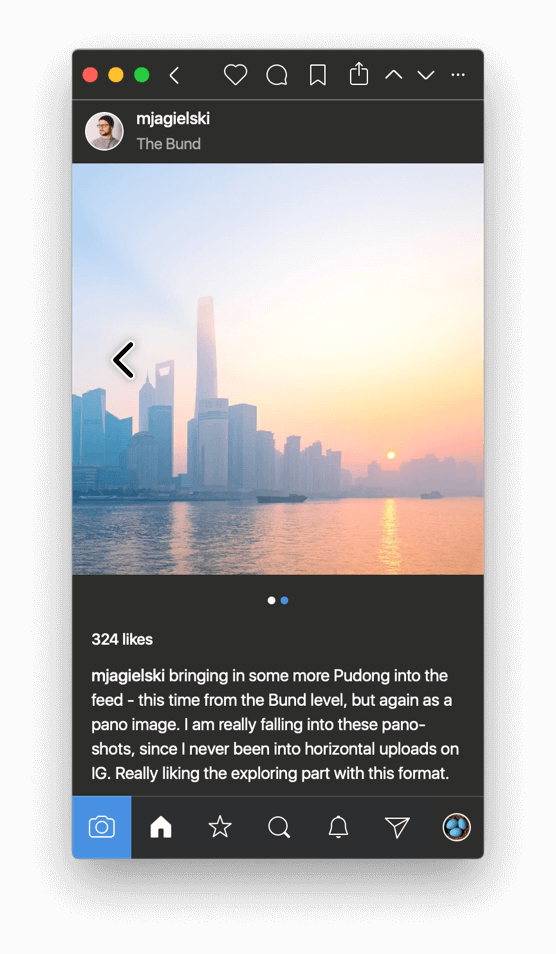 mjagielski
The Bund
324 likes
mjagielski bringing in some more Pudong into the
feed - this time from the Bund level, but again as a
pano image. I am really falling into these pano-
shots, since I never been into horizontal uploads on
IG. Really liking the exploring part with this format.